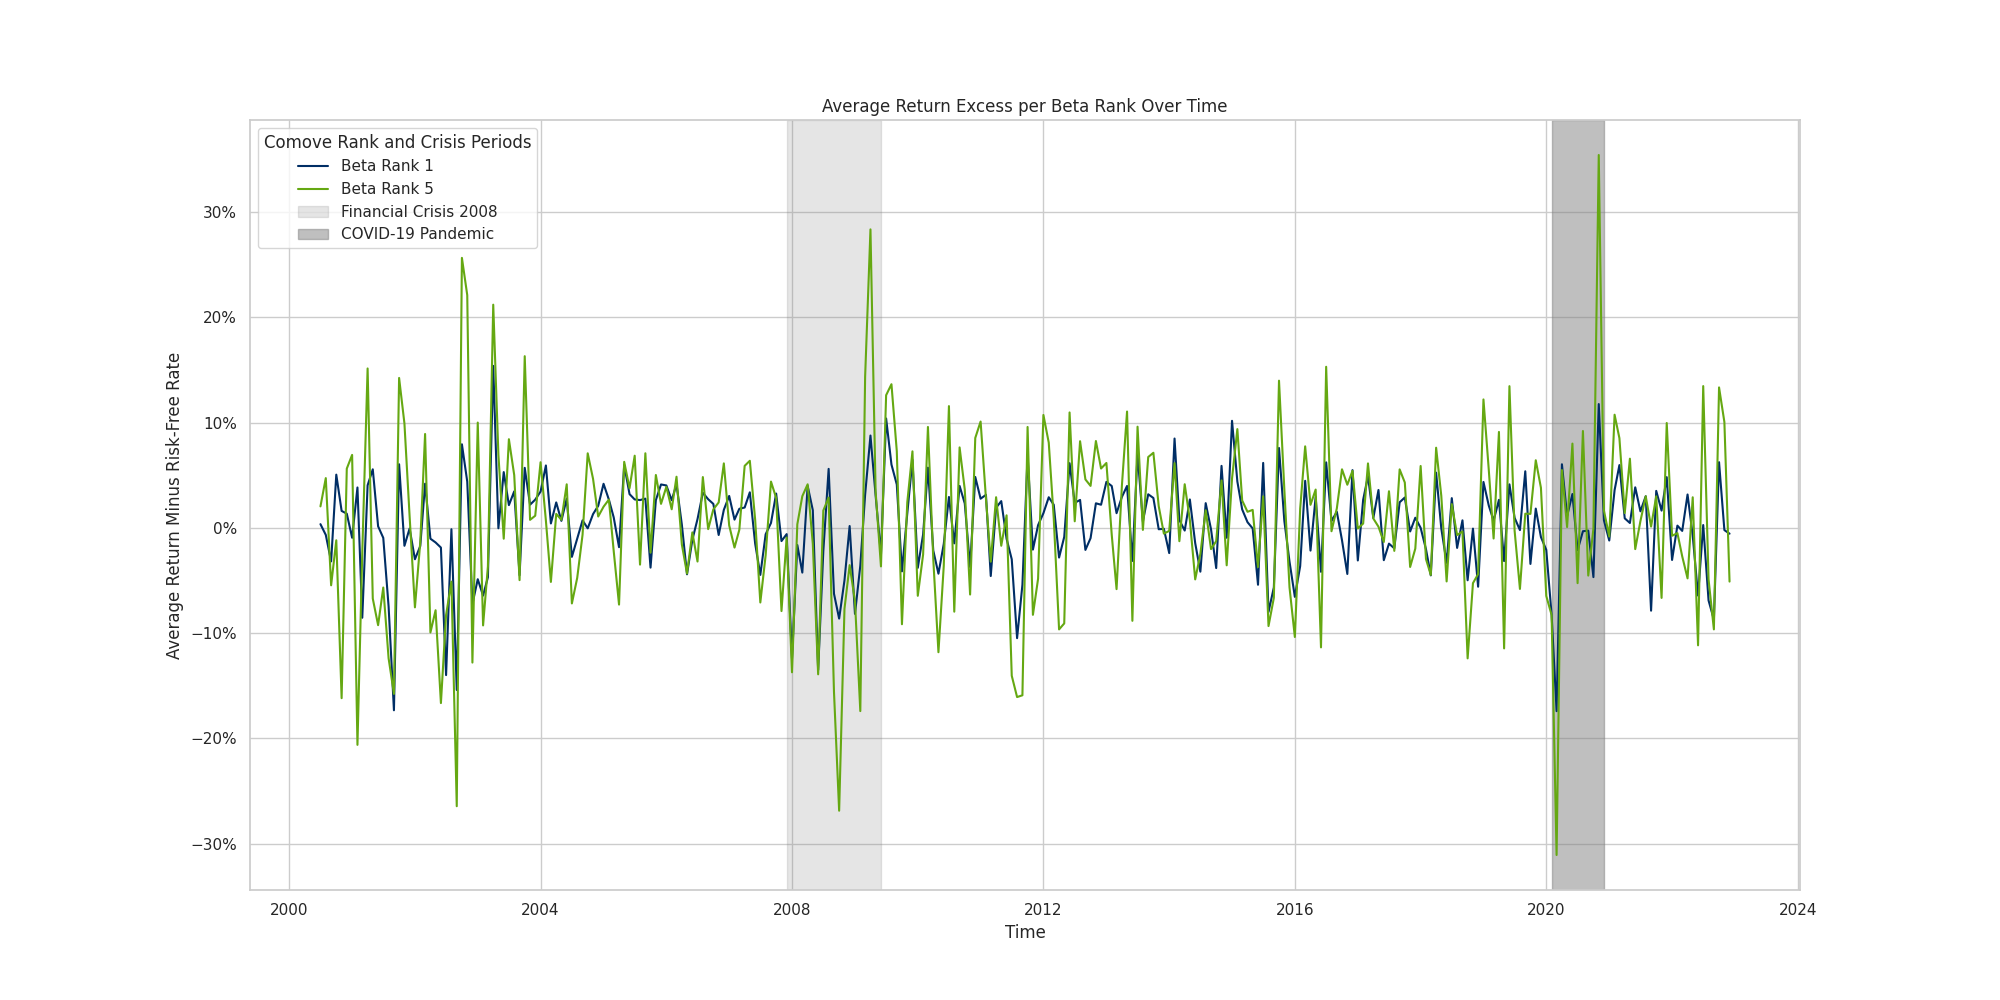 Average Return Excess per Beta Rank Over Time
Comove Rank and Crisis Periods
Beta Rank 1
Beta Rank 5
Financial Crisis 2008
COVID-19 Pandemic
Average Return Minus Risk-Free Rate
30%
20%
10%
0%
−10%
−20%
−30%
2000 2004 2008 2012 2016 2020 2024
Time